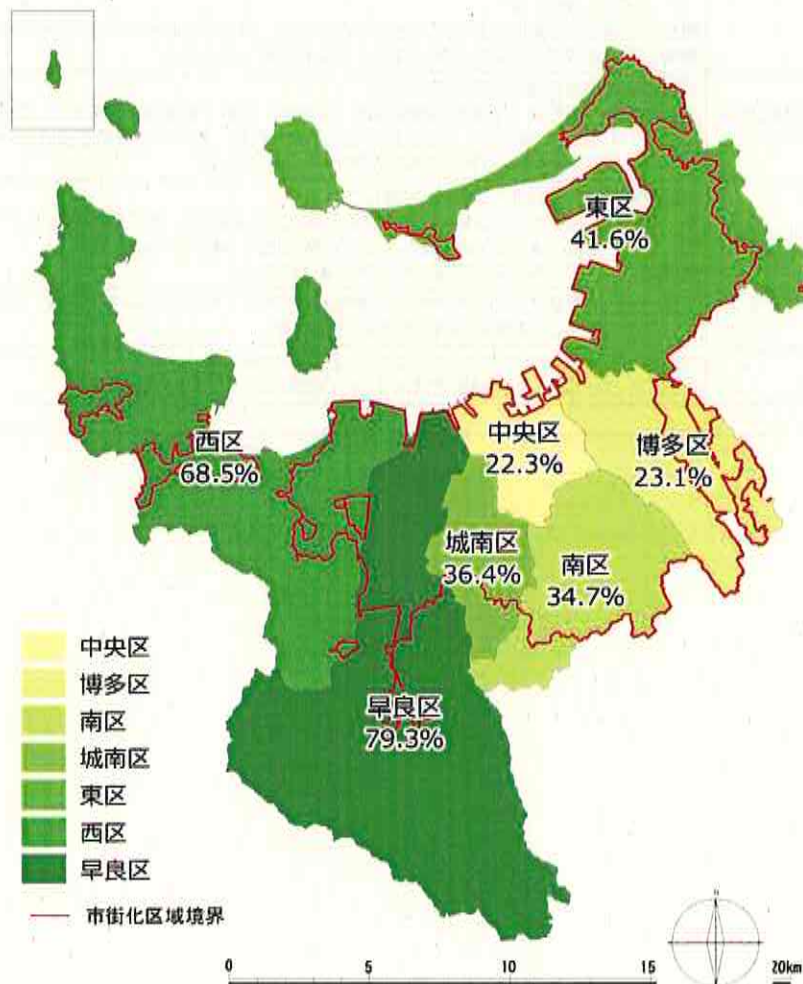 東区
41.6%
西区
68.5%
中央区
22.3%
博多区
23.1%
城南区
36.4%
南区
34.7%
早良区
79.3%
中央区
博多区
南区
城南区
東区
西区
早良区
市街化区域境界
N
0 5 10 15 20km